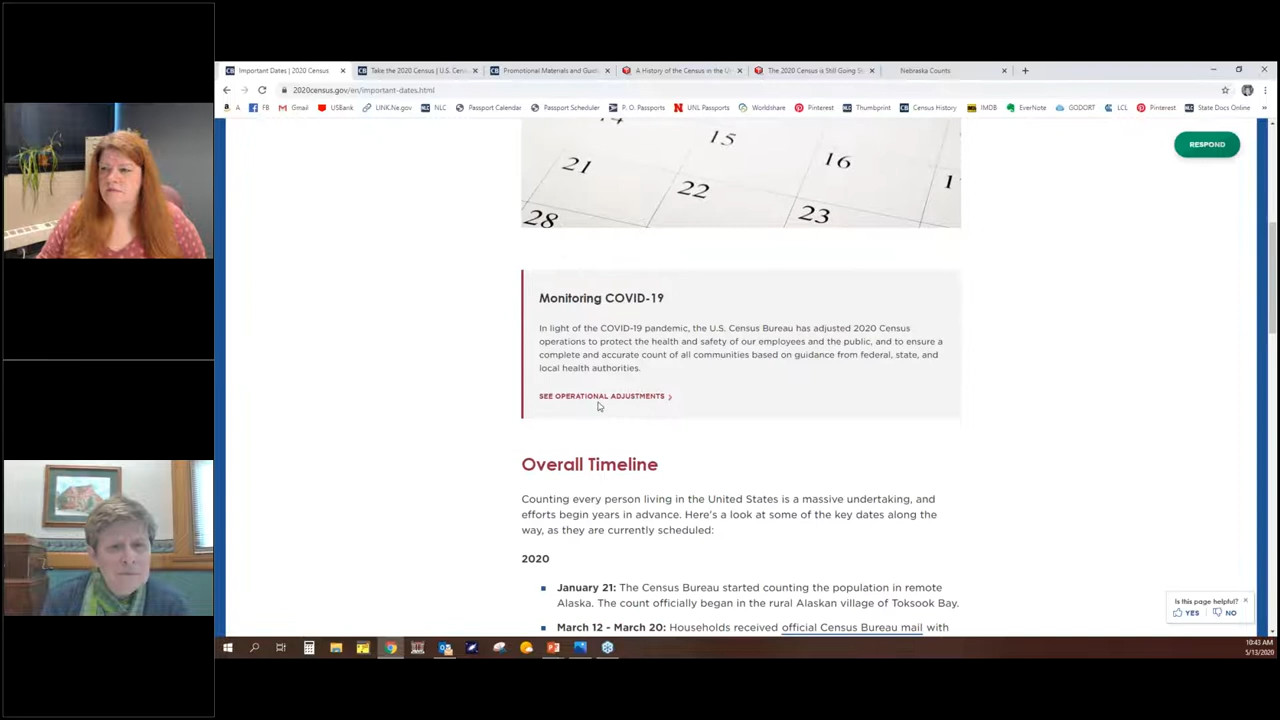 Important Dates | 2020 Census
Take the 2020 Census | U.S. Cens
Promotional Materials and Guid
A History of the Census in the U
The 2020 Census is Still Going St
Nebraska Counts
2020census.gov/en/important-dates.html
A
FB
Gmail
USBank
LINK.Ne.gov
NLC
Passport Calendar
Passport Scheduler
P. O. Passports
UNL Passports
Worldshare
Pinterest
Thumbprint
Census History
IMDB
EverNote
GODORT
LCL
Pinterest
State Docs Online
»
RESPOND
14
15
16
21
22
23
28
1
Monitoring COVID-19
In light of the COVID-19 pandemic, the U.S. Census Bureau has adjusted 2020 Census
operations to protect the health and safety of our employees and the public, and to ensure a
complete and accurate count of all communities based on guidance from federal, state, and
local health authorities.
SEE OPERATIONAL ADJUSTMENTS
Overall Timeline
Counting every person living in the United States is a massive undertaking, and
efforts begin years in advance. Here's a look at some of the key dates along the
way, as they are currently scheduled:
2020
January 21: The Census Bureau started counting the population in remote
Alaska. The count officially began in the rural Alaskan village of Toksook Bay.
March 12 - March 20: Households received official Census Bureau mail with
Is this page helpful?
YES NO
10:43 AM
5/13/2020